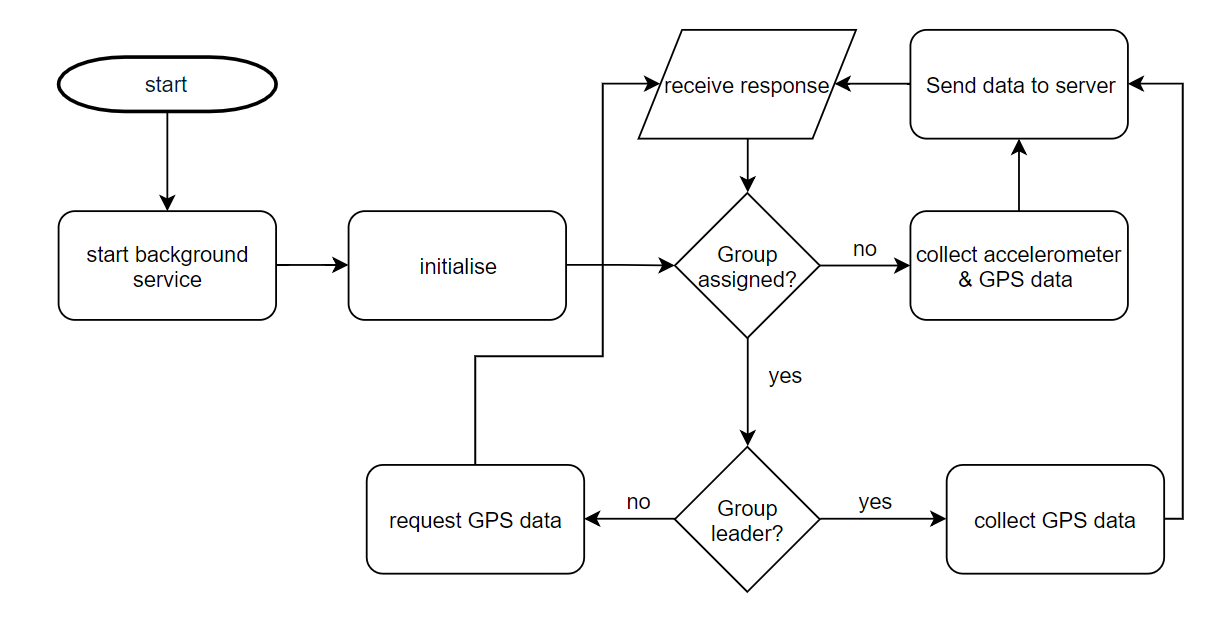 start
receive response
Send data to server
start background
service
initialise
Group
assigned?
no
collect accelerometer
& GPS data
yes
request GPS data
no
Group
leader?
yes
collect GPS data